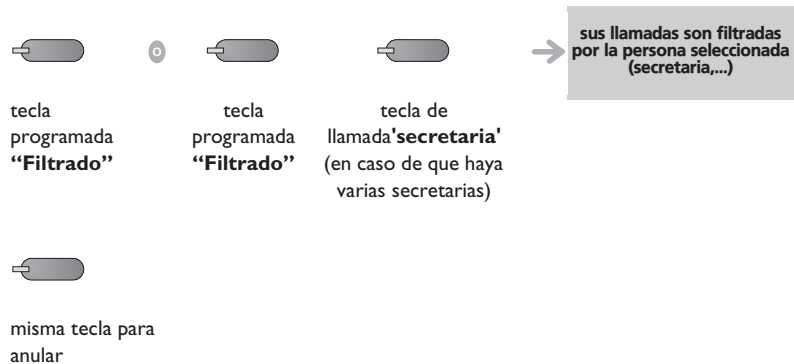 o
sus llamadas son filtradas
por la persona seleccionada
(secretaria,...)
tecla
programada
“Filtrado”
tecla
programada
“Filtrado”
tecla de
llamada'secretaria'
(en caso de que haya
varias secretarias)
misma tecla para
anular